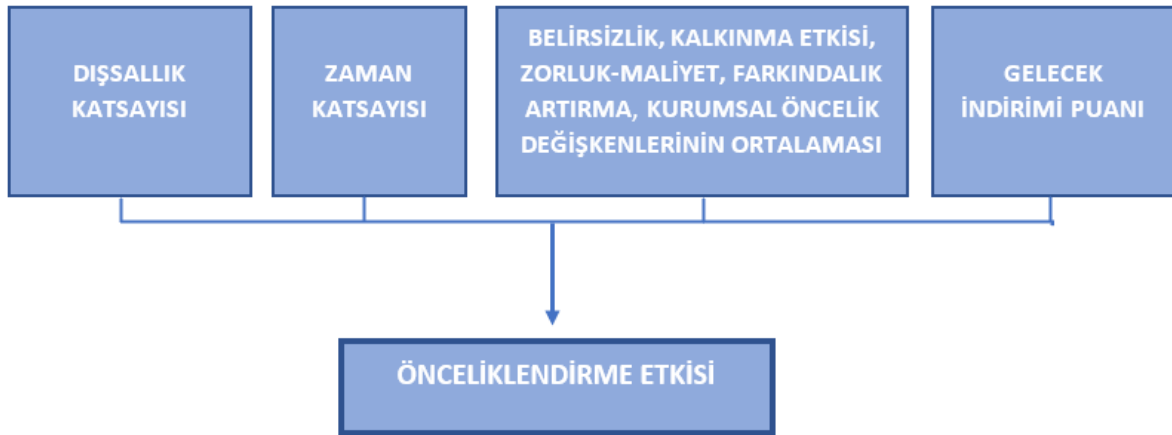 DIŞSALLIK
KATSAYISI
ZAMAN
KATSAYISI
BELİRSİZLİK, KALKINMA ETKİSİ,
ZORLUK-MALİYET, FARKINDALIK
ARTIRMA, KURUMSAL ÖNCELİK
DEĞİŞKENLERİNİN ORTALAMASI
GELECEK
İNDİRİMİ PUANI
ÖNCELİKLENDİRME ETKİSİ